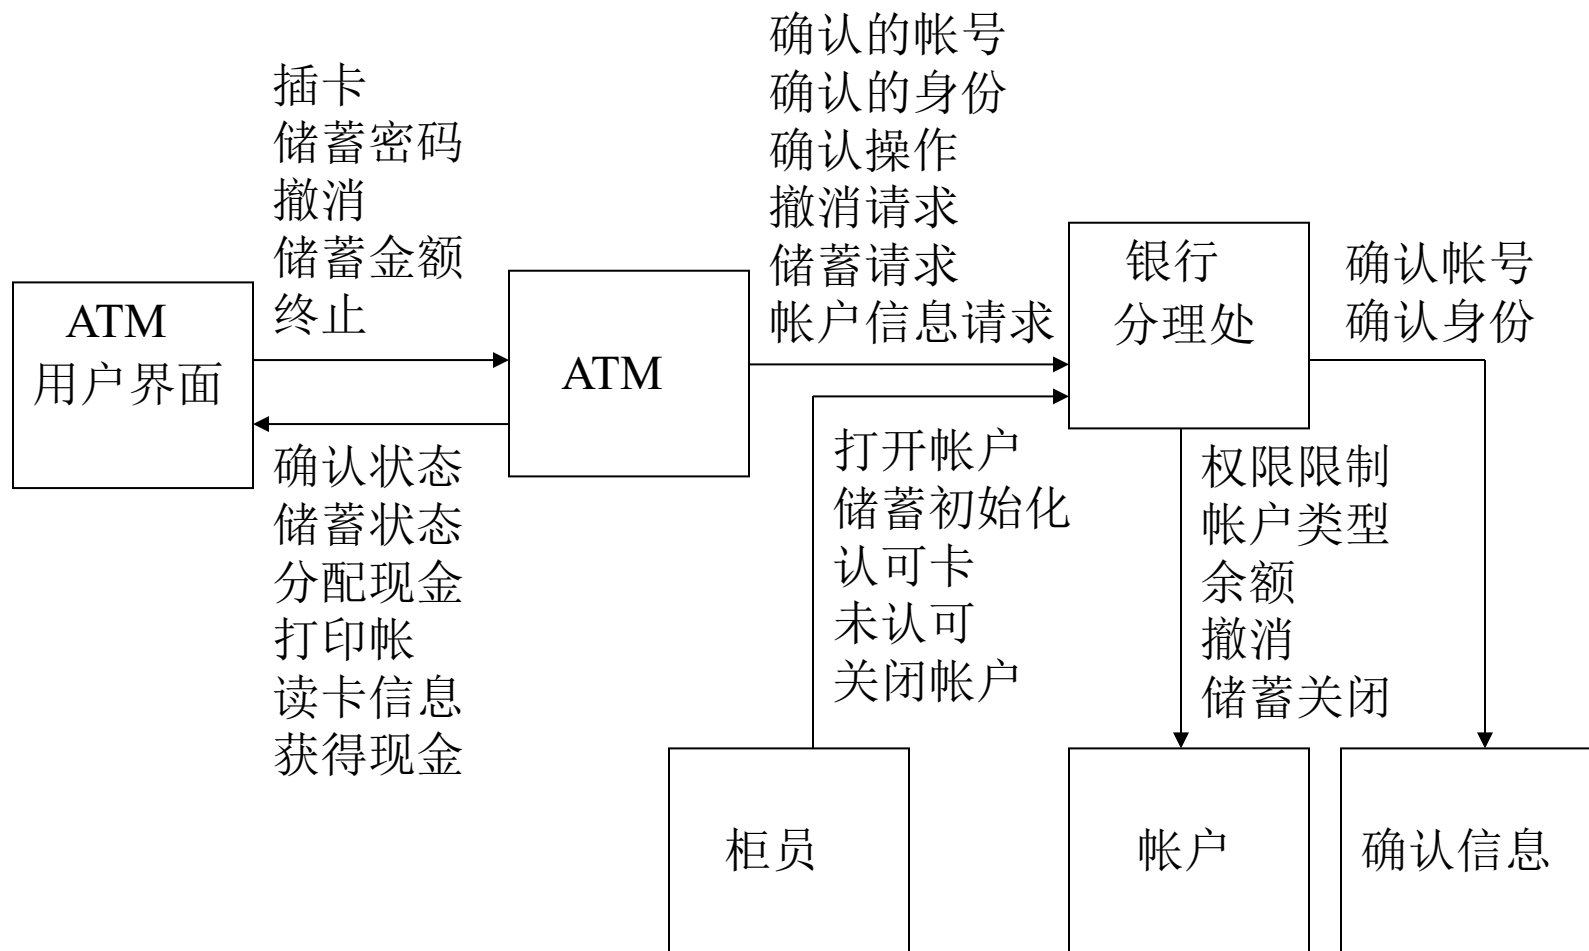 确认的帐号
确认的身份
确认操作
撤消请求
储蓄请求
帐户信息请求
插卡
储蓄密码
撤消
储蓄金额
终止
ATM
用户界面
ATM
银行
分理处
确认帐号
确认身份
确认状态
储蓄状态
分配现金
打印帐
读卡信息
获得现金
打开帐户
储蓄初始化
认可卡
未认可
关闭帐户
权限限制
帐户类型
余额
撤消
储蓄关闭
柜员
帐户
确认信息